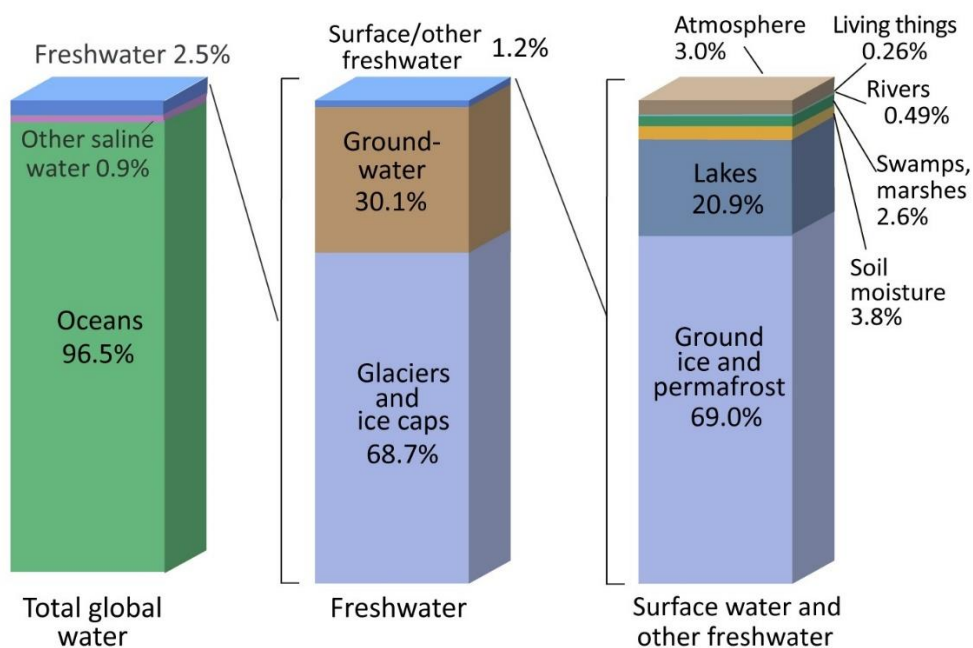 Freshwater 2.5%
Other saline
water 0.9%
Oceans
96.5%
Total global
water
Surface/other
freshwater
1.2%
Ground-
water
30.1%
Glaciers
and
ice caps
68.7%
Freshwater
Atmosphere
3.0%
Living things
0.26%
Rivers
0.49%
Swamps,
marshes
2.6%
Soil
moisture
3.8%
Lakes
20.9%
Ground
ice and
permafrost
69.0%
Surface water and
other freshwater